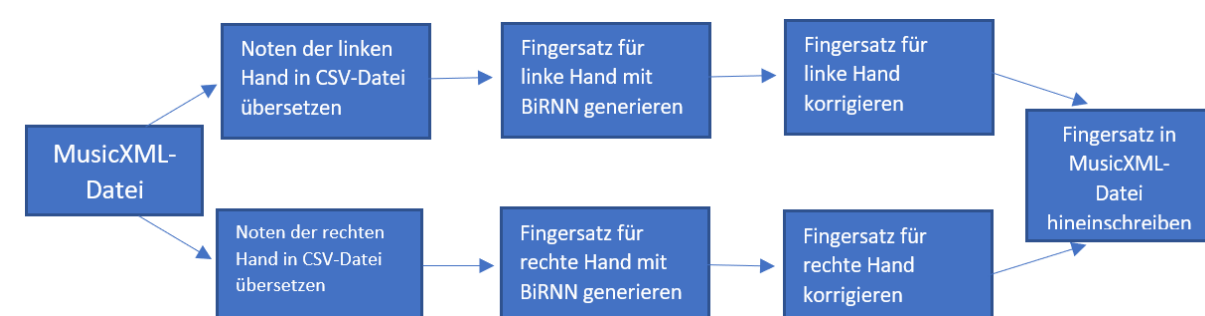 MusicXML-
Datei
Noten der linken
Hand in CSV-Datei
übersetzen
Fingersatz für
linke Hand mit
BiRNN generieren
Fingersatz für
linke Hand
korrigieren
Noten der rechten
Hand in CSV-Datei
übersetzen
Fingersatz für
rechte Hand mit
BiRNN generieren
Fingersatz für
rechte Hand
korrigieren
Fingersatz in
MusicXML-
Datei
hineinschreiben